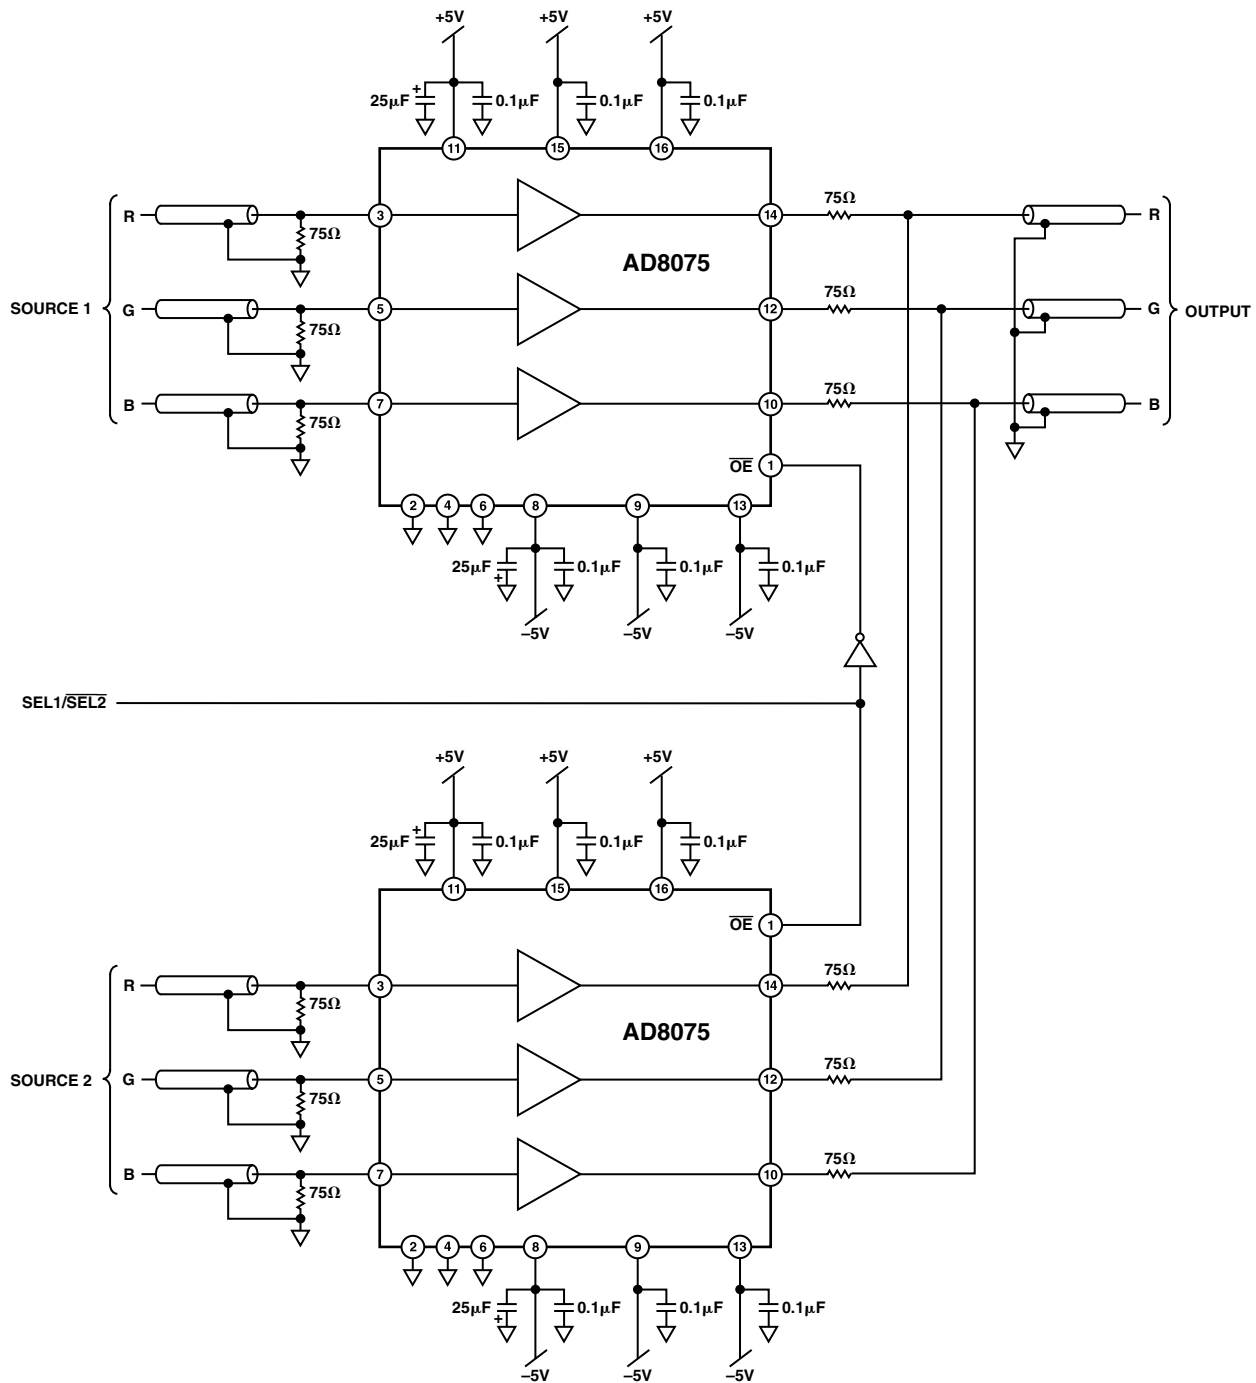 +5V +5V +5V
25µF + 0.1µF 0.1µF 0.1µF
11 15 16
R 3 14 75Ω R
75Ω
AD8075
SOURCE 1 G 5 12 75Ω G OUTPUT
75Ω
B 7 10 75Ω B
75Ω
OE 1
2 4 6 8 9 13
25µF + 0.1µF 0.1µF 0.1µF
–5V –5V –5V
SEL1/SEL2
+5V +5V +5V
25µF + 0.1µF 0.1µF 0.1µF
11 15 16
OE 1
R 3 14 75Ω
75Ω
AD8075
SOURCE 2 G 5 12 75Ω
75Ω
B 7 10 75Ω
75Ω
2 4 6 8 9 13
25µF + 0.1µF 0.1µF 0.1µF
–5V –5V –5V